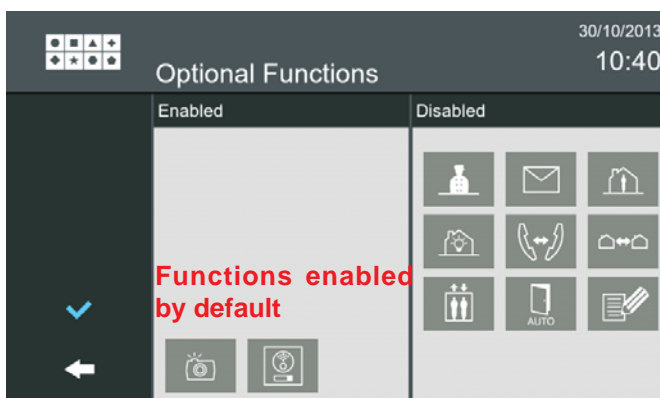 30/10/2013
10:40
Optional Functions
Enabled
Disabled
Functions enabled
by default
AUTO